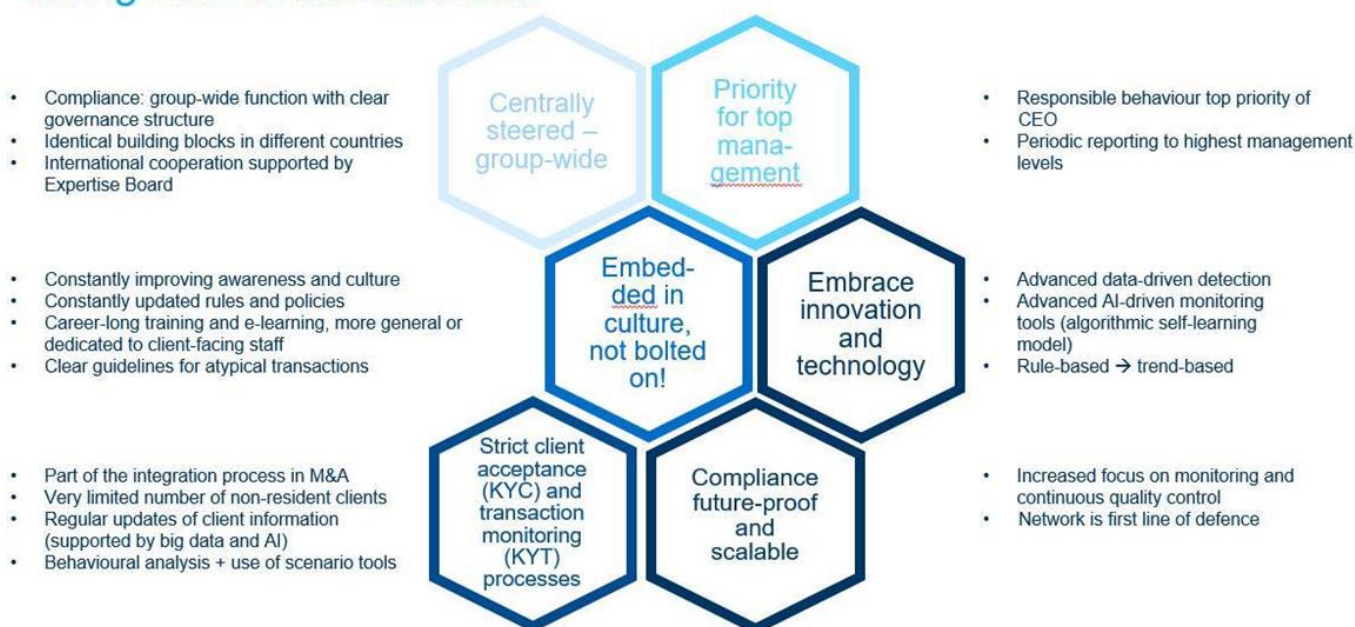 • Compliance: group-wide function with clear
governance structure
• Identical building blocks in different countries
• International cooperation supported by
Expertise Board
Centrally
steered –
group-wide
Priority
for top
mana-
gement
• Responsible behaviour top priority of
CEO
• Periodic reporting to highest management
levels
• Constantly improving awareness and culture
• Constantly updated rules and policies
• Career-long training and e-learning, more general or
dedicated to client-facing staff
• Clear guidelines for atypical transactions
Embed-
ded in
culture,
not bolted
on!
Embrace
innovation
and
technology
• Advanced data-driven detection
• Advanced AI-driven monitoring
tools (algorithmic self-learning
model)
• Rule-based → trend-based
• Part of the integration process in M&A
• Very limited number of non-resident clients
• Regular updates of client information
(supported by big data and AI)
• Behavioural analysis + use of scenario tools
Strict client
acceptance
(KYC) and
transaction
monitoring
(KYT)
processes
Compliance
future-proof
and
scalable
• Increased focus on monitoring and
continuous quality control
• Network is first line of defence